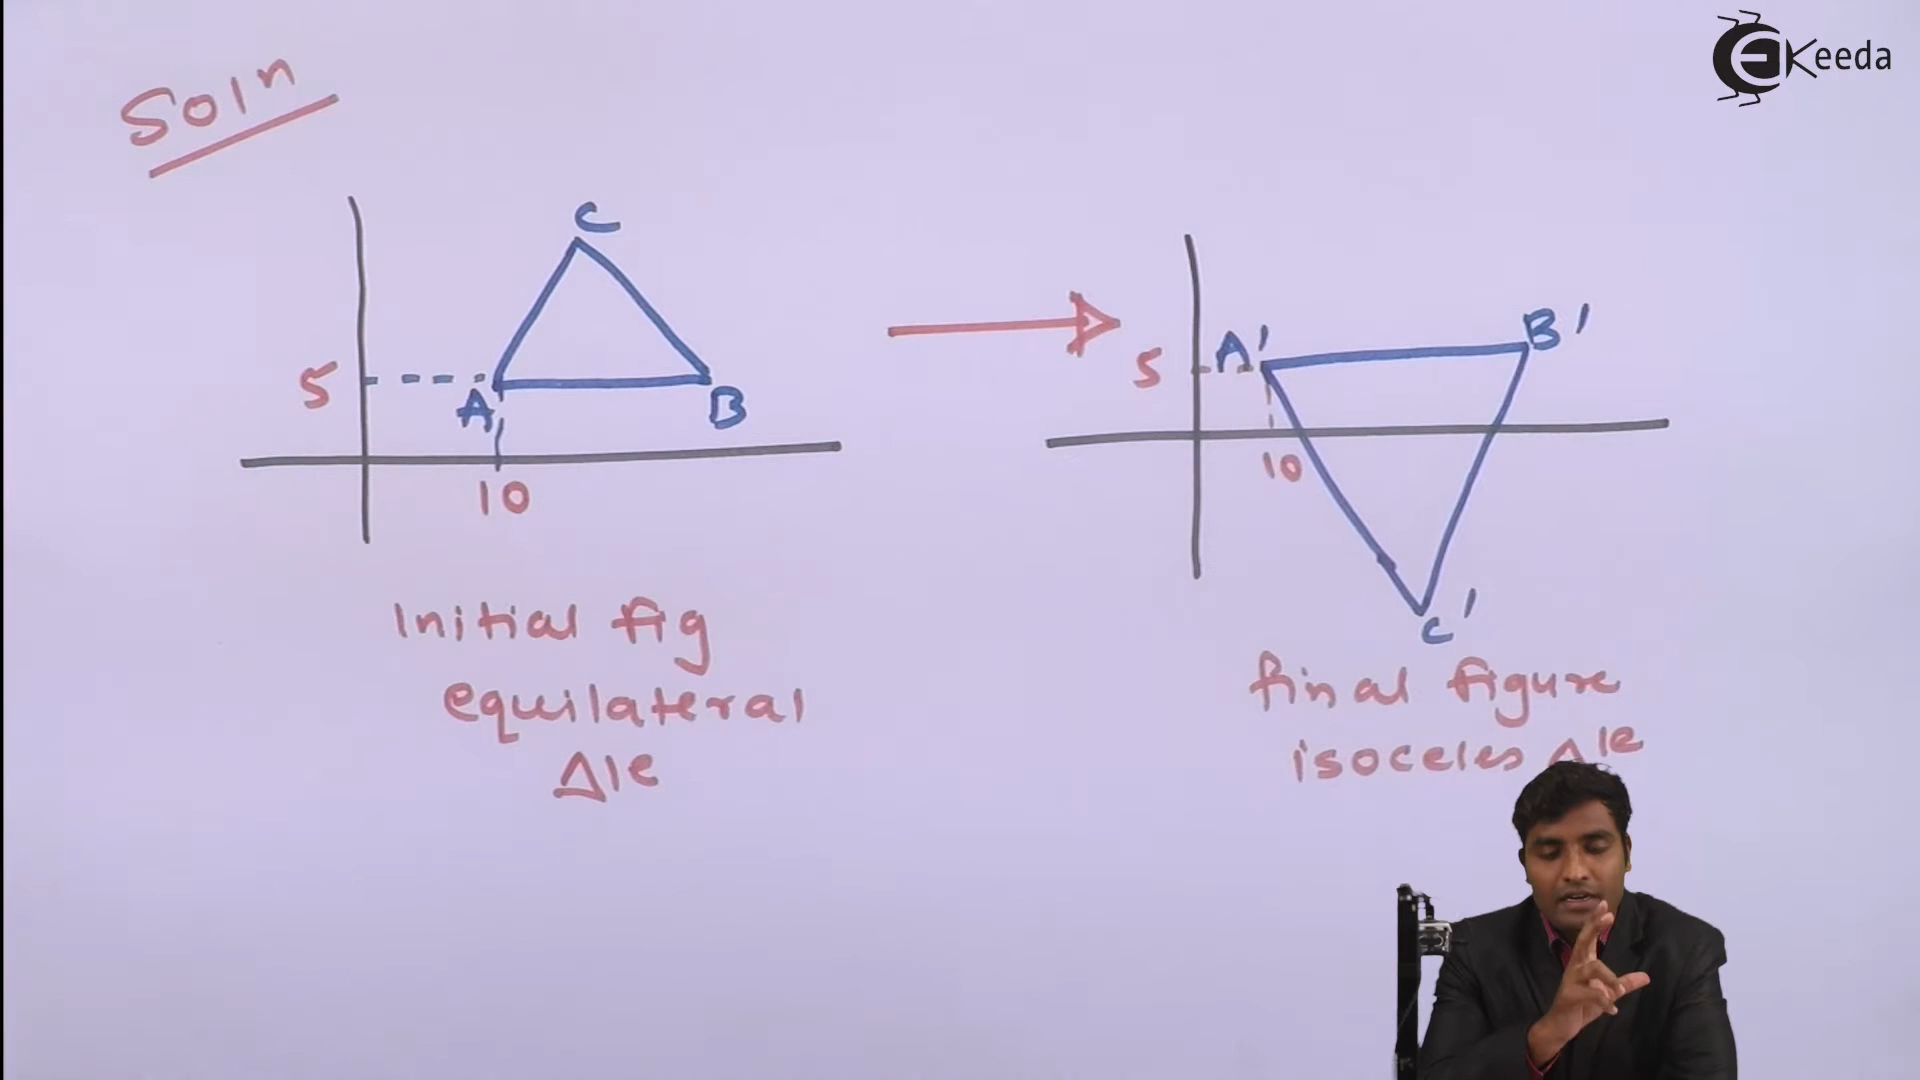 Keeda
Soln
C
5
A
B
10
Initial fig
equilateral
Δle
5
A'
B'
10
C'
final figure
isoceles Δle